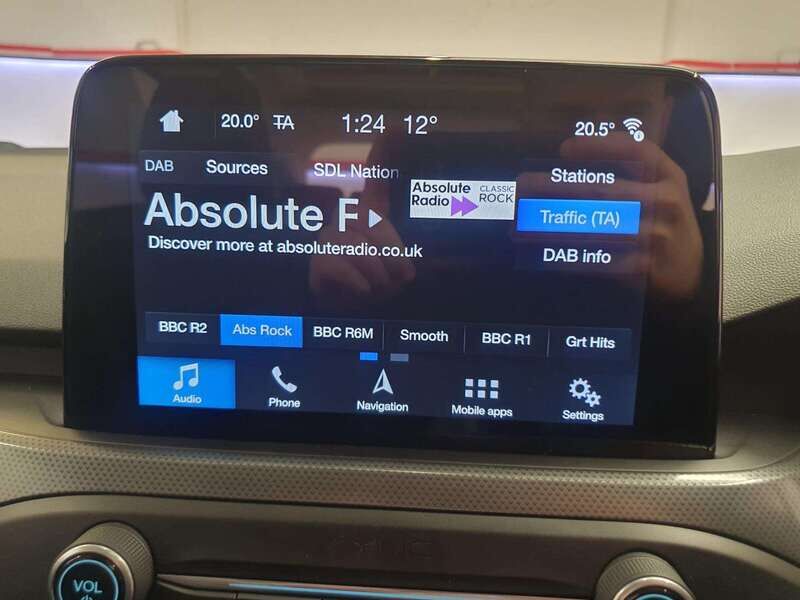 20.0° TA 1:24 12° 20.5°
DAB Sources SDL Nation Stations
Absolute Radio CLASSIC ROCK
Absolute F Traffic (TA)
Discover more at absoluteradio.co.uk DAB info
BBC R2 Abs Rock BBC R6M Smooth BBC R1 Grt Hits
Audio Phone Navigation Mobile apps Settings
VOL